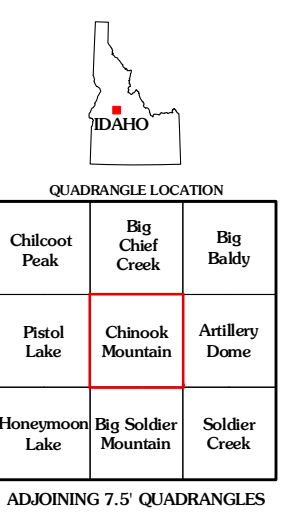 IDAHO
QUADRANGLE LOCATION
Chilcoot
Peak
Big
Chief
Creek
Big
Baldy
Pistol
Lake
Chinook
Mountain
Artillery
Dome
Honeymoon
Lake
Big Soldier
Mountain
Soldier
Creek
ADJOINING 7.5' QUADRANGLES